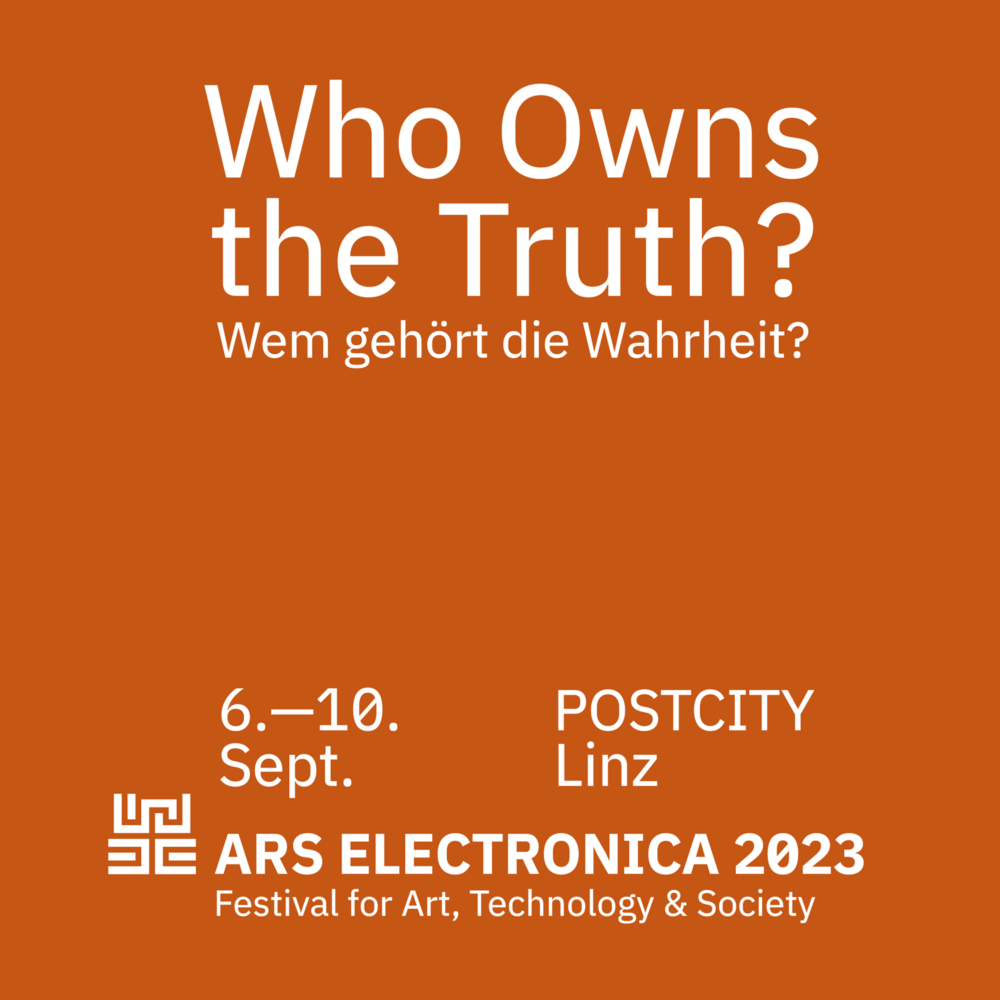 Who Owns
the Truth?
Wem gehört die Wahrheit?
6.—10.
Sept.
POSTCITY
Linz
ARS ELECTRONICA 2023
Festival for Art, Technology & Society